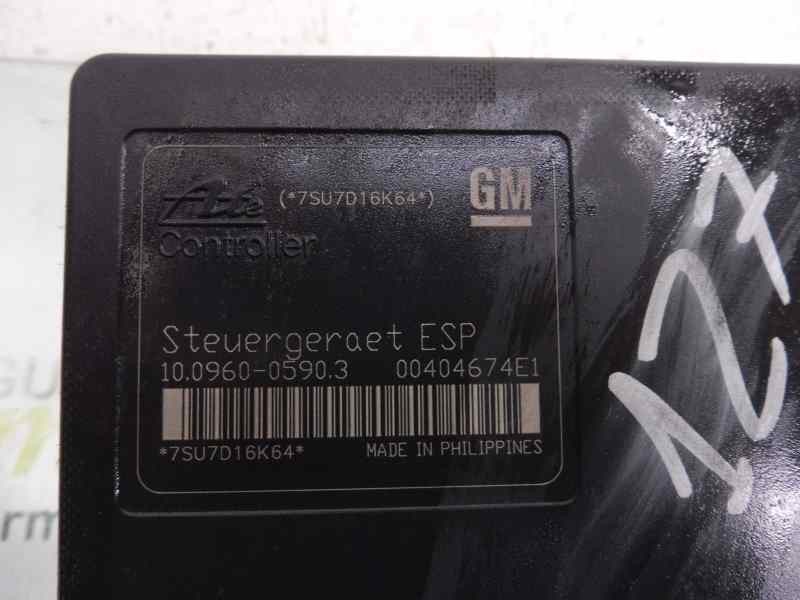 Ate (*7SU7D16K64*) GM
Controller
Steuergeraet ESP
10.0960-0590.3 00404674E1
*7SU7D16K64* MADE IN PHILIPPINES
127